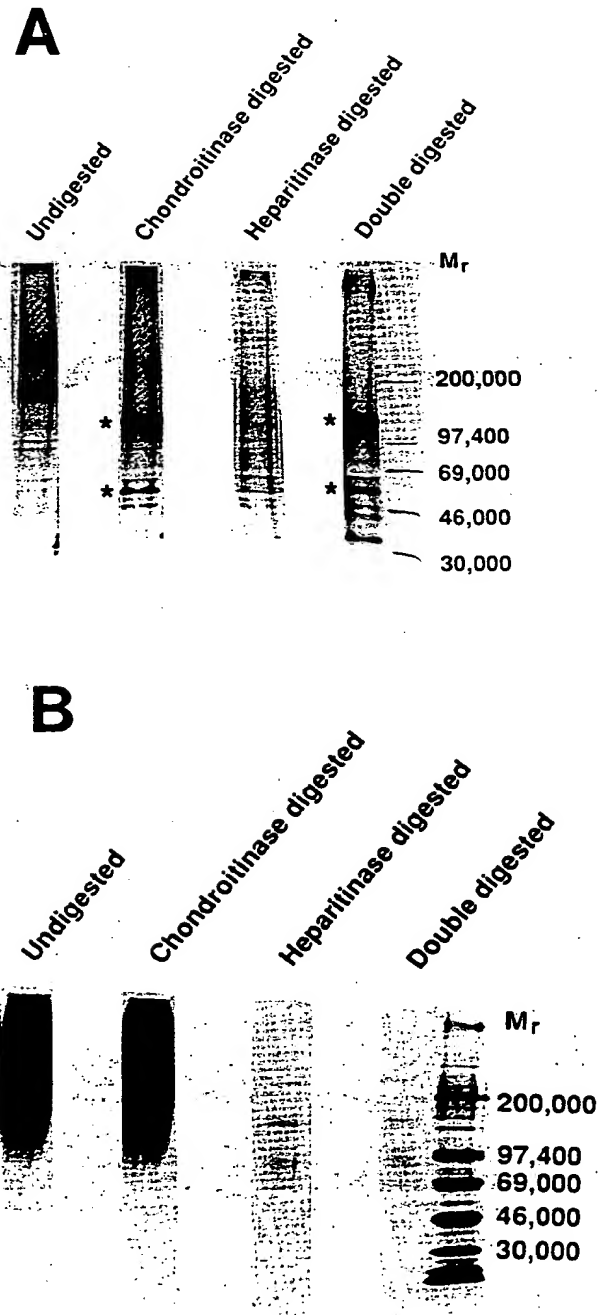 A
Undigested
Chondroitinase digested
Heparitinase digested
Double digested
Mr
200,000
*
97,400
69,000
*
46,000
30,000
B
Undigested
Chondroitinase digested
Heparitinase digested
Double digested
Mr
200,000
97,400
69,000
46,000
30,000